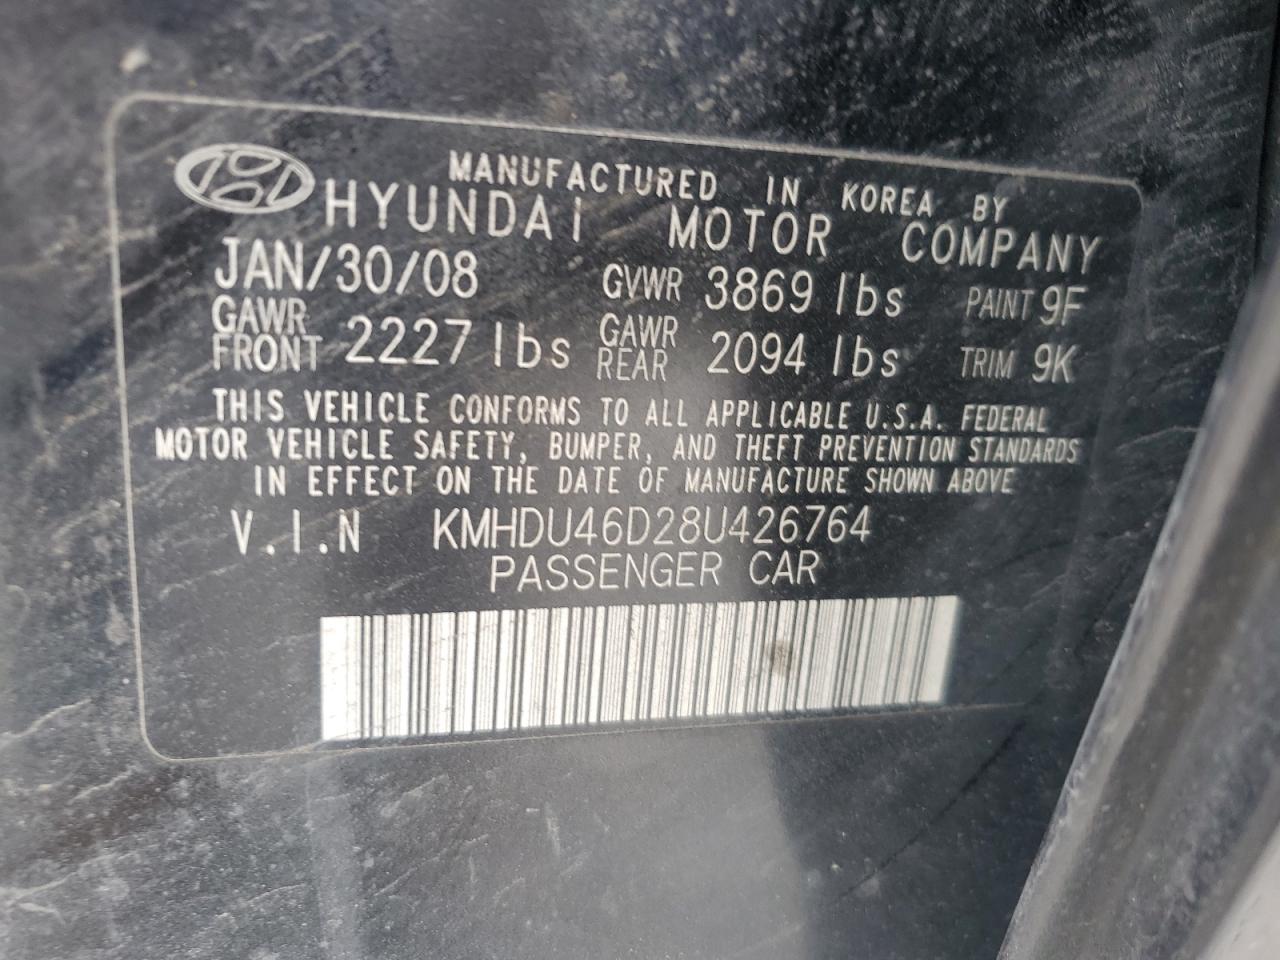 MANUFACTURED IN KOREA BY
HYUNDAI MOTOR COMPANY
JAN/30/08 GVWR 3869 lbs PAINT 9F
GAWR FRONT 2227 lbs GAWR REAR 2094 lbs TRIM 9K
THIS VEHICLE CONFORMS TO ALL APPLICABLE U.S.A. FEDERAL
MOTOR VEHICLE SAFETY, BUMPER, AND THEFT PREVENTION STANDARDS
IN EFFECT ON THE DATE OF MANUFACTURE SHOWN ABOVE
V.I.N KMHDU46D28U426764
PASSENGER CAR